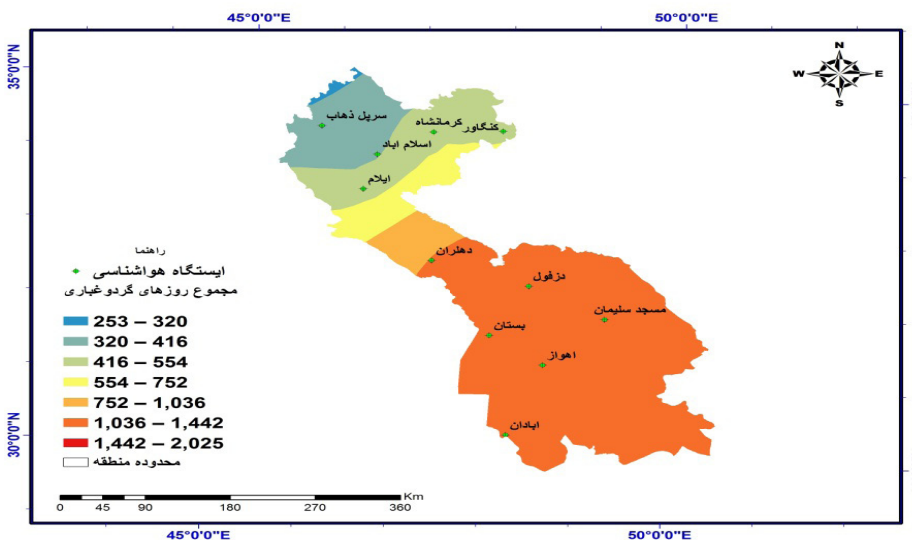 45°0'0"E 50°0'0"E
35°0'0"N
30°0'0"N
N
W E
S
سرپل ذهاب
کرمانشاه
کنگاور
اسلام اباد
ایلام
دهلران
دزفول
مسجد سلیمان
بستان
اهواز
ابادان
راهنما
ایستگاه هواشناسی
مجموع روزهای گردوغباری
253 – 320
320 – 416
416 – 554
554 – 752
752 – 1,036
1,036 – 1,442
1,442 – 2,025
محدوده منطقه
Km
0 45 90 180 270 360
45°0'0"E 50°0'0"E